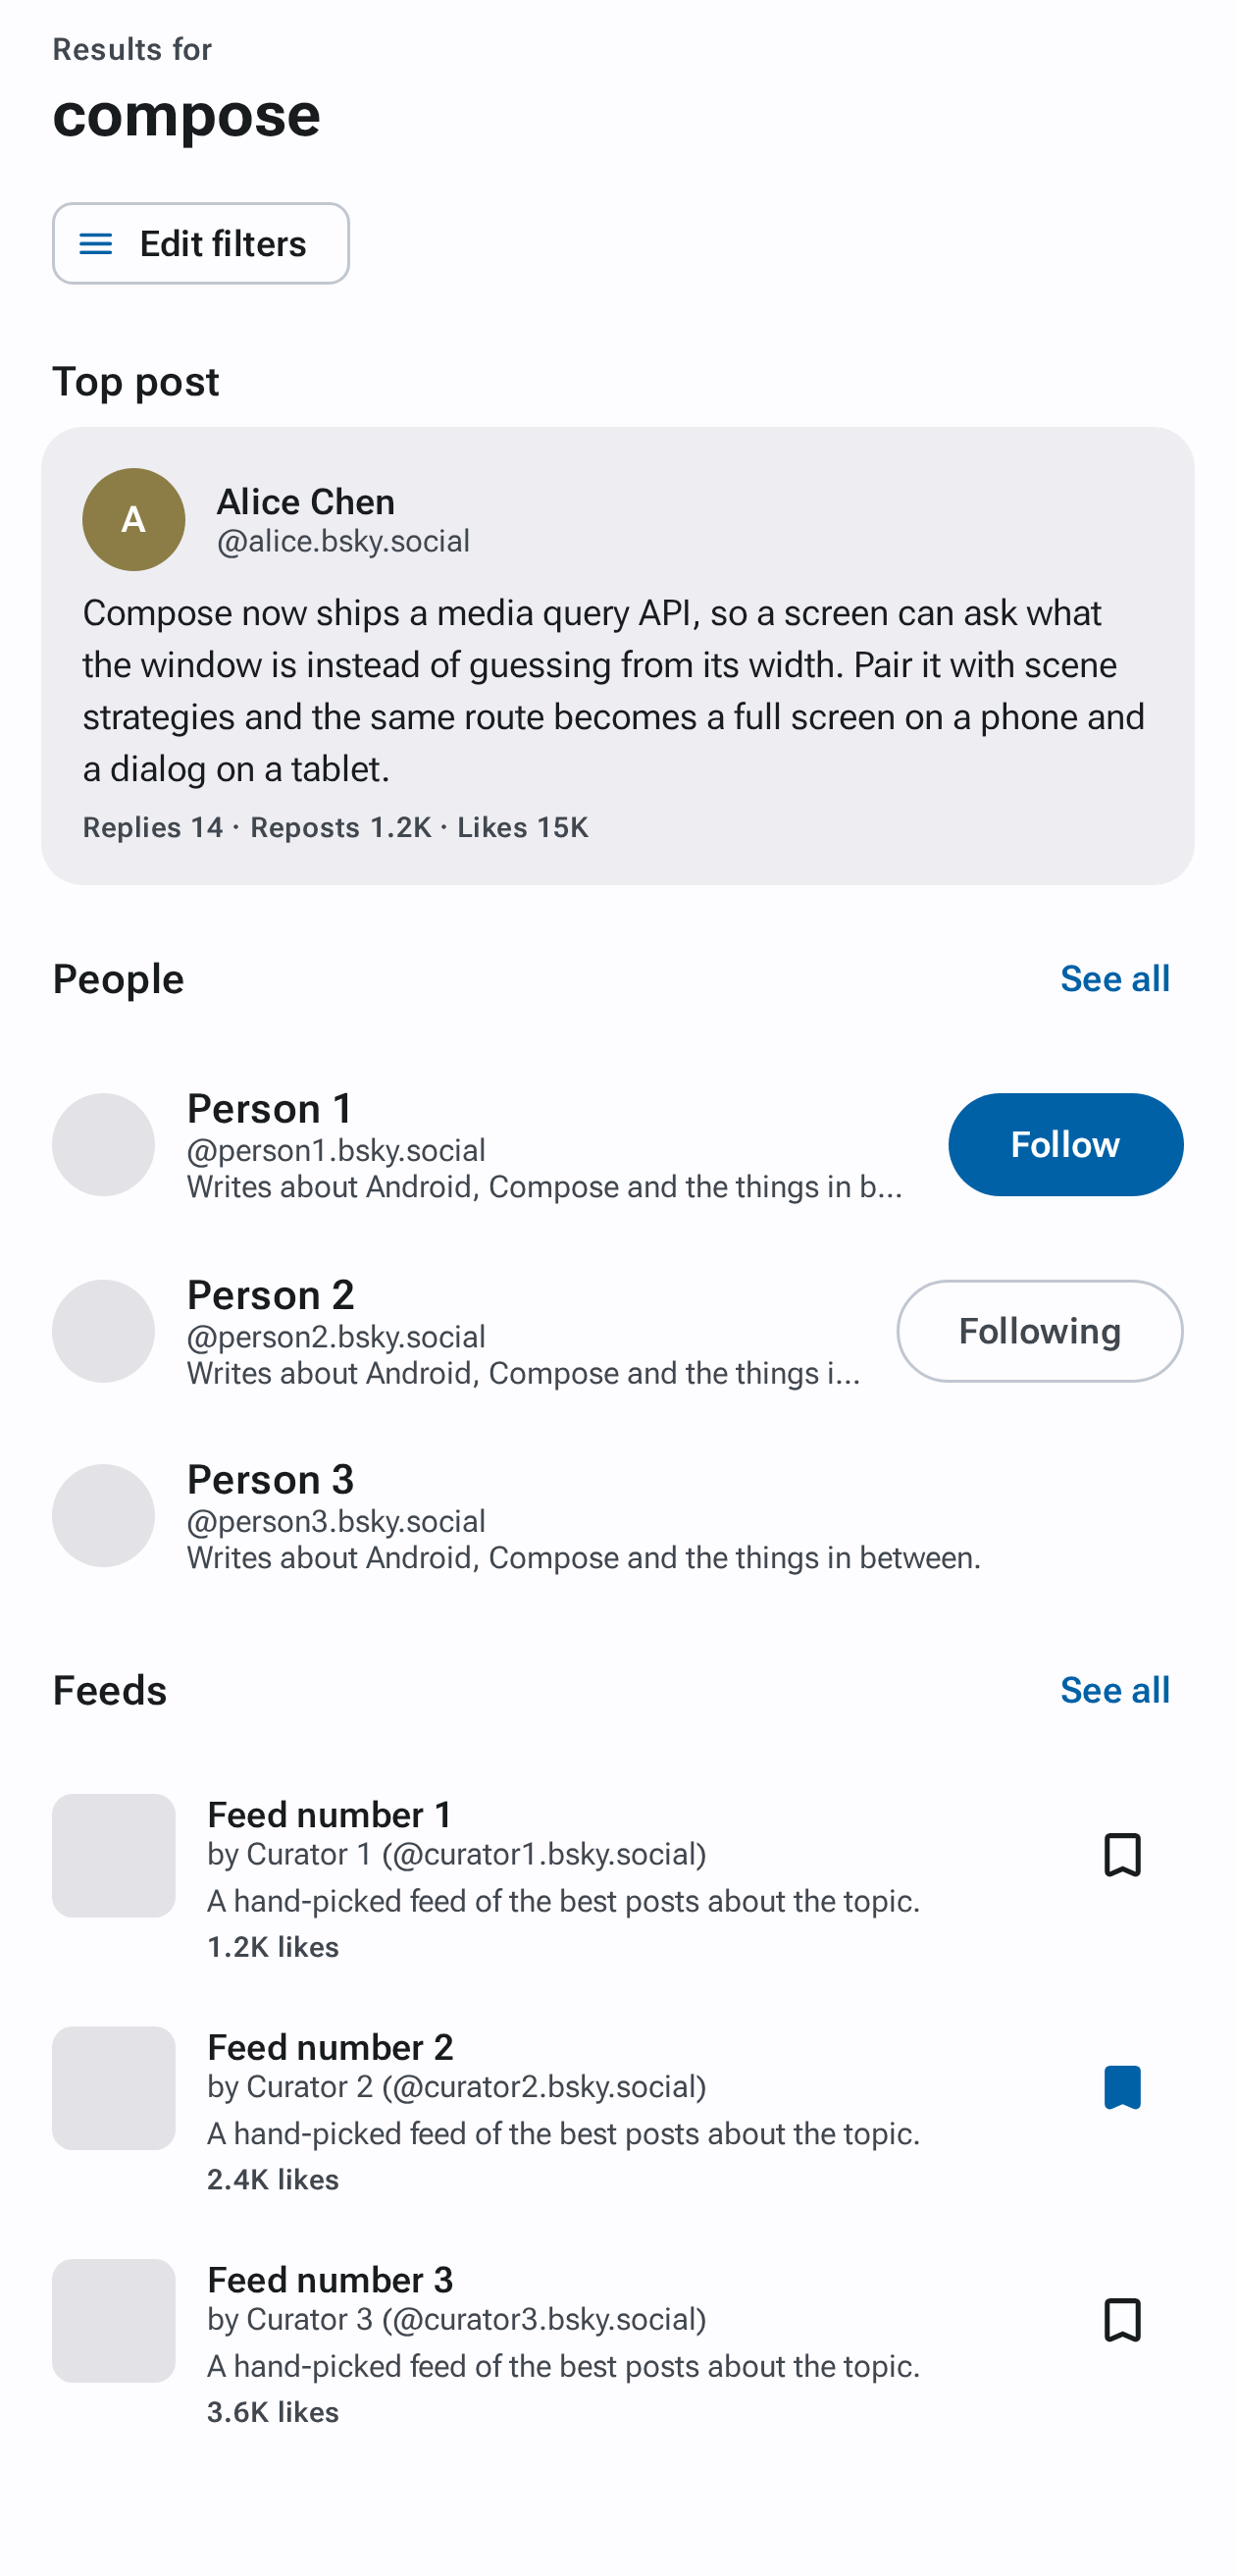 Results for
compose
Edit filters
Top post
A
Alice Chen
@alice.bsky.social
Compose now ships a media query API, so a screen can ask what
the window is instead of guessing from its width. Pair it with scene
strategies and the same route becomes a full screen on a phone and
a dialog on a tablet.
Replies 14 · Reposts 1.2K · Likes 15K
People
See all
Person 1
@person1.bsky.social
Writes about Android, Compose and the things in b...
Follow
Person 2
@person2.bsky.social
Writes about Android, Compose and the things i...
Following
Person 3
@person3.bsky.social
Writes about Android, Compose and the things in between.
Feeds
See all
Feed number 1
by Curator 1 (@curator1.bsky.social)
A hand-picked feed of the best posts about the topic.
1.2K likes
Feed number 2
by Curator 2 (@curator2.bsky.social)
A hand-picked feed of the best posts about the topic.
2.4K likes
Feed number 3
by Curator 3 (@curator3.bsky.social)
A hand-picked feed of the best posts about the topic.
3.6K likes